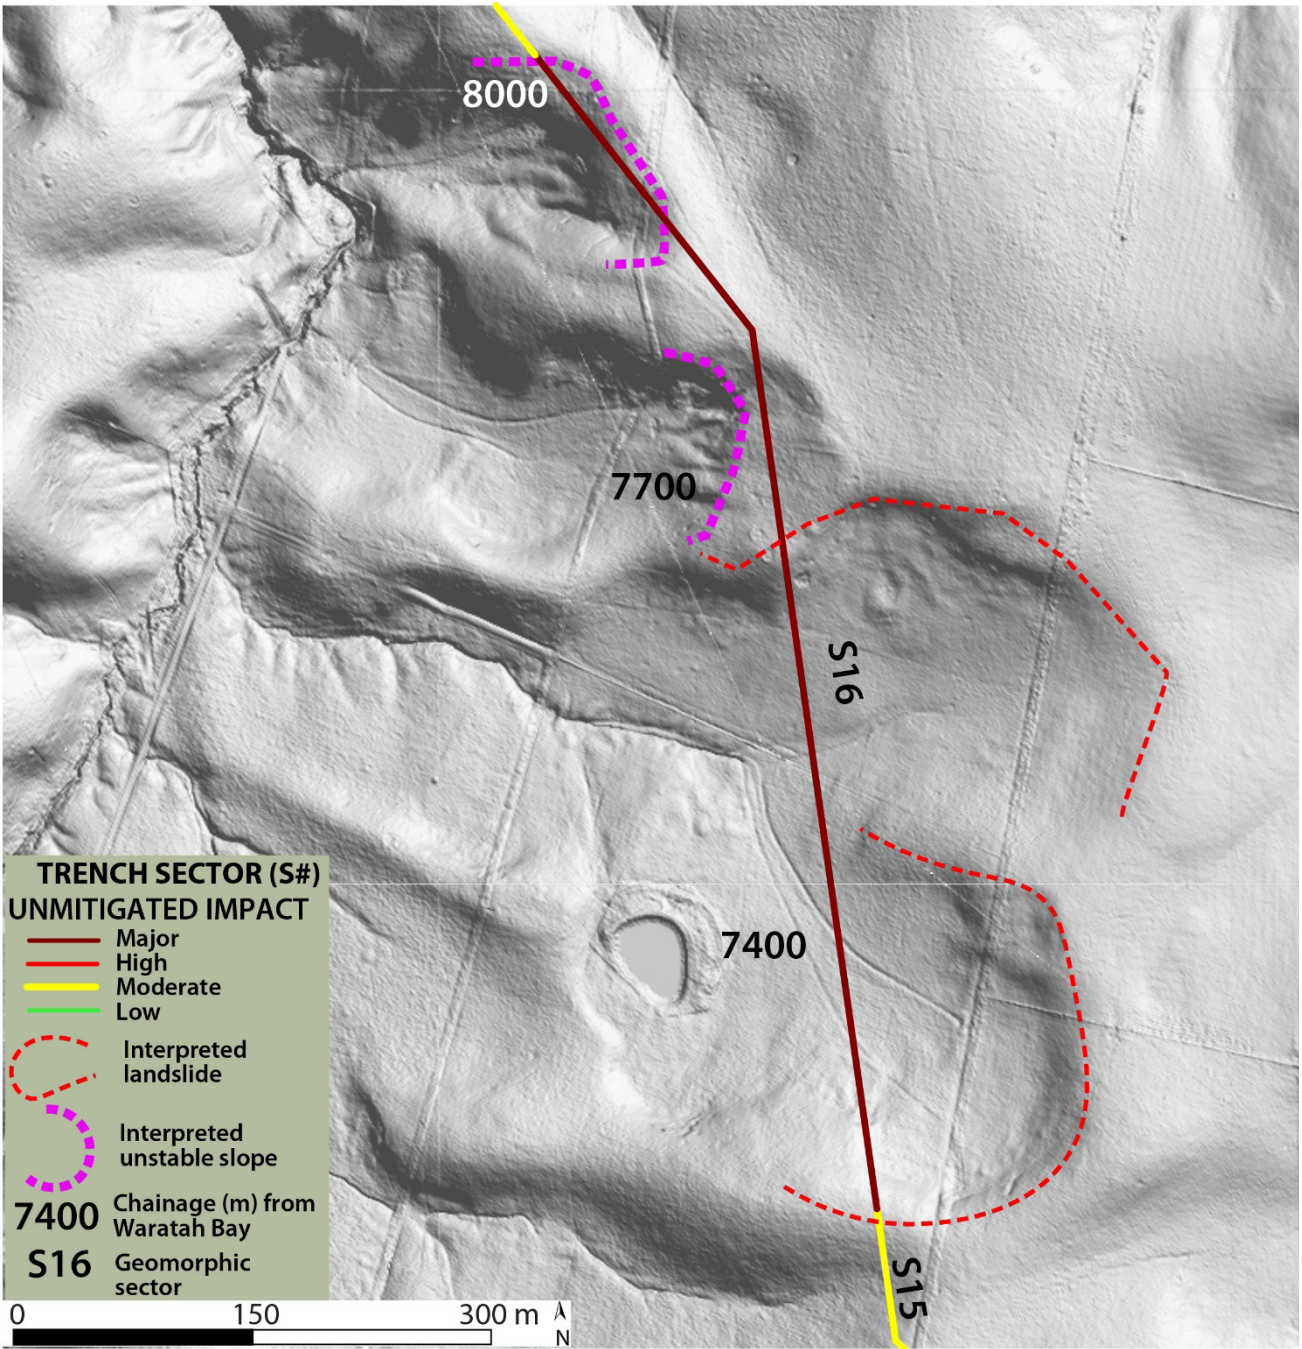 8000
7700
S16
7400
S15
TRENCH SECTOR (S#)
UNMITIGATED IMPACT
Major
High
Moderate
Low
Interpreted
landslide
Interpreted
unstable slope
7400 Chainage (m) from
Waratah Bay
S16 Geomorphic
sector
0 150 300 m
N